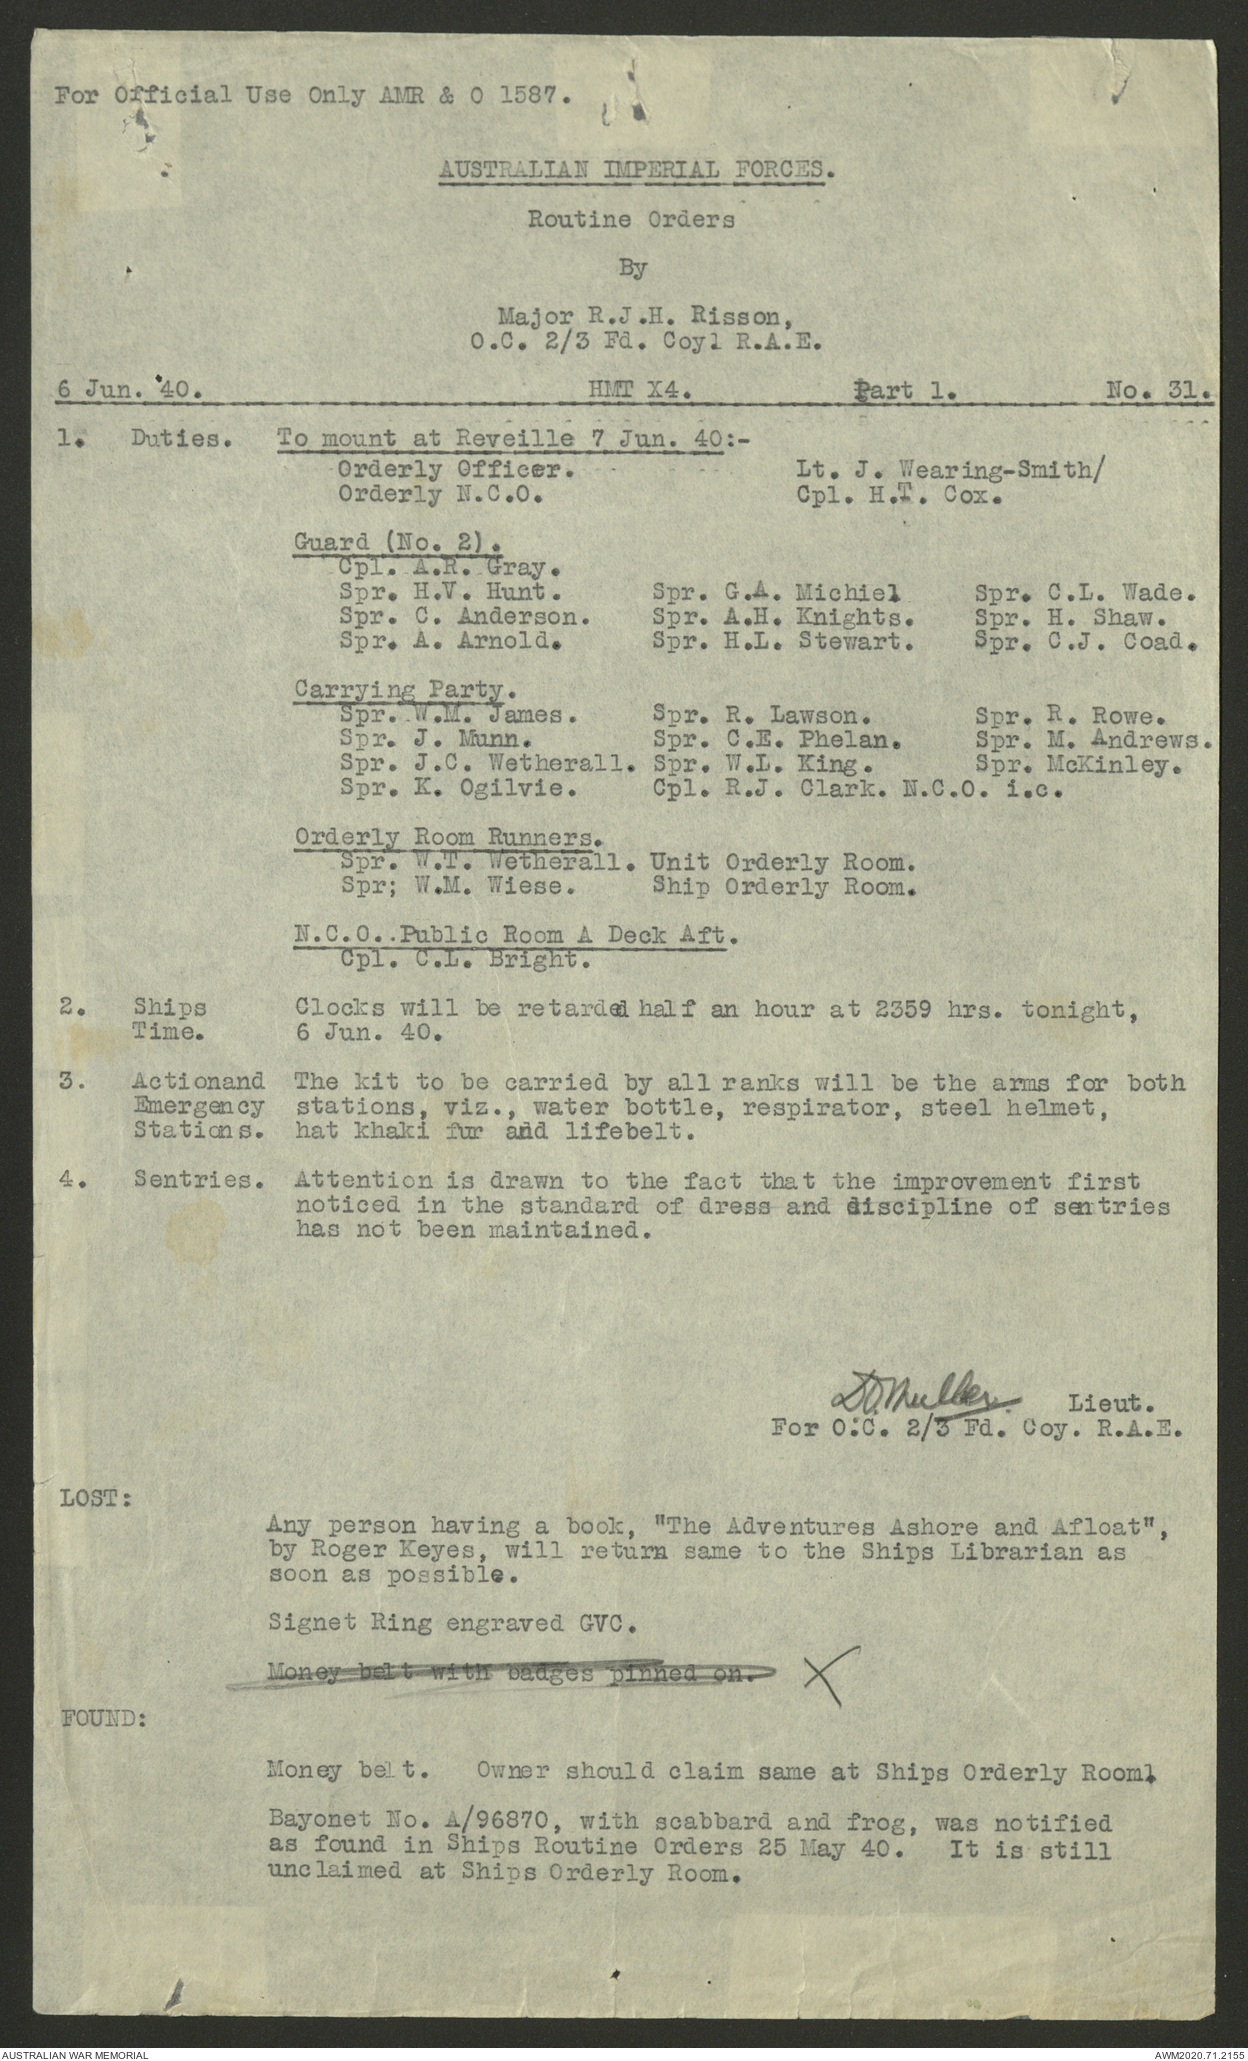 For Official Use Only AMR & O 1587.
AUSTRALIAN IMPERIAL FORCES.
Routine Orders
By
Major R.J.H. Risson,
O.C. 2/3 Fd. Coyl R.A.E.
6 Jun. '40. HMT X4. Part 1. No. 31.
1. Duties. To mount at Reveille 7 Jun. 40:-
Orderly Officer. Lt. J. Wearing-Smith/
Orderly N.C.O. Cpl. H.T. Cox.
Guard (No. 2).
Cpl. A.R. Gray.
Spr. H.V. Hunt. Spr. G.A. Michiel Spr. C.L. Wade.
Spr. C. Anderson. Spr. A.H. Knights. Spr. H. Shaw.
Spr. A. Arnold. Spr. H.L. Stewart. Spr. C.J. Coad.
Carrying Party.
Spr. W.M. James. Spr. R. Lawson. Spr. R. Rowe.
Spr. J. Munn. Spr. C.E. Phelan. Spr. M. Andrews.
Spr. J.C. Wetherall. Spr. W.L. King. Spr. McKinley.
Spr. K. Ogilvie. Cpl. R.J. Clark. N.C.O. i.c.
Orderly Room Runners.
Spr. W.T. Wetherall. Unit Orderly Room.
Spr; W.M. Wiese. Ship Orderly Room.
N.C.O..Public Room A Deck Aft.
Cpl. C.L. Bright.
2. Ships Clocks will be retarded half an hour at 2359 hrs. tonight,
Time. 6 Jun. 40.
3. Actionand The kit to be carried by all ranks will be the arms for both
Emergency stations, viz., water bottle, respirator, steel helmet,
Stations. hat khaki fur and lifebelt.
4. Sentries. Attention is drawn to the fact that the improvement first
noticed in the standard of dress and discipline of sentries
has not been maintained.
D.O. Muller. Lieut.
For O.C. 2/3 Fd. Coy. R.A.E.
LOST:
Any person having a book, "The Adventures Ashore and Afloat",
by Roger Keyes, will return same to the Ships Librarian as
soon as possible.
Signet Ring engraved GVC.
Money belt with badges pinned on. X
FOUND:
Money belt. Owner should claim same at Ships Orderly Room.
Bayonet No. A/96870, with scabbard and frog, was notified
as found in Ships Routine Orders 25 May 40. It is still
unclaimed at Ships Orderly Room.
AUSTRALIAN WAR MEMORIAL AWM2020.71.2155